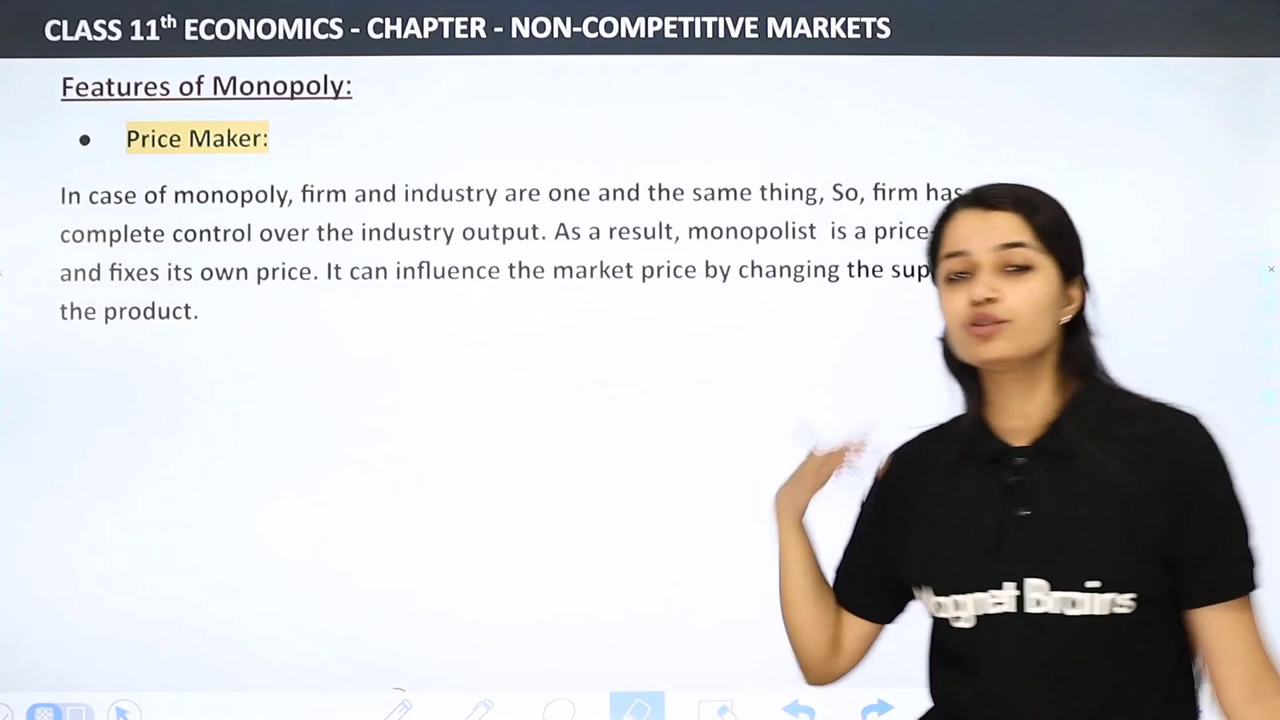 CLASS 11th ECONOMICS - CHAPTER - NON-COMPETITIVE MARKETS
Features of Monopoly:
• Price Maker:
In case of monopoly, firm and industry are one and the same thing, So, firm has
complete control over the industry output. As a result, monopolist is a price
and fixes its own price. It can influence the market price by changing the
the product.
Magnet Brains